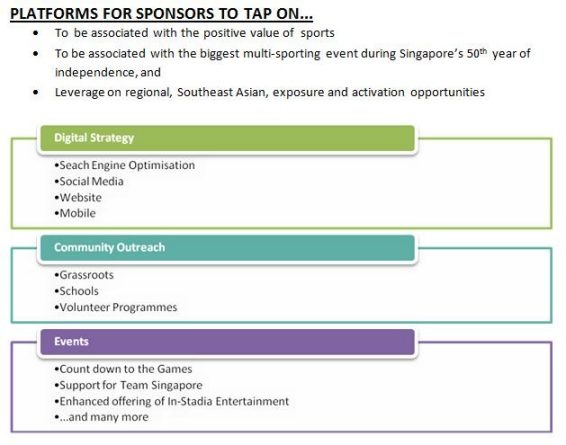 PLATFORMS FOR SPONSORS TO TAP ON...
• To be associated with the positive value of sports
• To be associated with the biggest multi-sporting event during Singapore's 50th year of
independence, and
• Leverage on regional, Southeast Asian, exposure and activation opportunities
Digital Strategy
•Seach Engine Optimisation
•Social Media
•Website
•Mobile
Community Outreach
•Grassroots
•Schools
•Volunteer Programmes
Events
•Count down to the Games
•Support for Team Singapore
•Enhanced offering of In-Stadia Entertainment
•...and many more